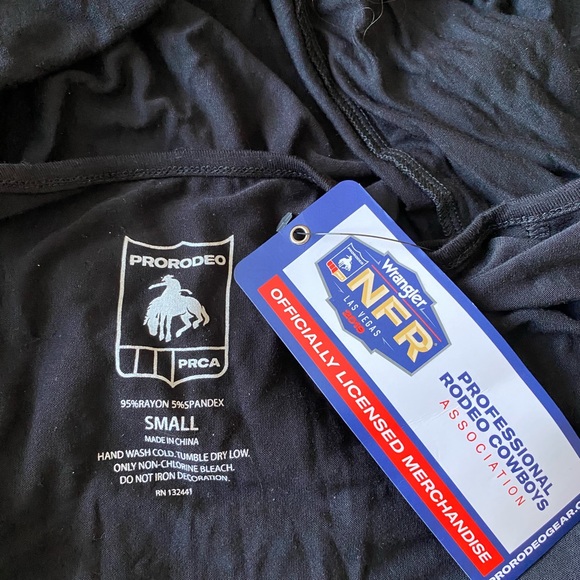 PRORODEO
PRCA
95%RAYON 5%SPANDEX
SMALL
MADE IN CHINA
HAND WASH COLD. TUMBLE DRY LOW.
ONLY NON-CHLORINE BLEACH.
DO NOT IRON DECORATION.
RN 132441
Wrangler
NFR
LAS VEGAS
OFFICIALLY LICENSED MERCHANDISE
PROFESSIONAL
RODEO COWBOYS
ASSOCIATION
PRORODEOGEAR.C